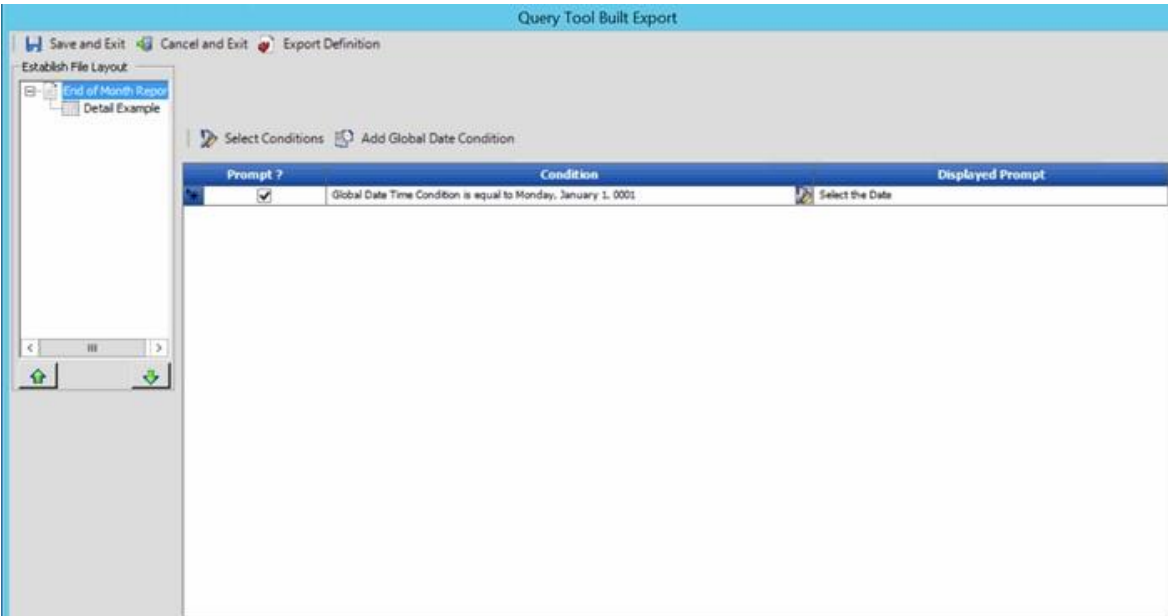 Query Tool Built Export
Save and Exit Cancel and Exit Export Definition
Establish File Layout
End of Month Repor
Detail Example
Select Conditions Add Global Date Condition
Prompt ? Condition Displayed Prompt
Global Date Time Condition is equal to Monday, January 1, 0001 Select the Date